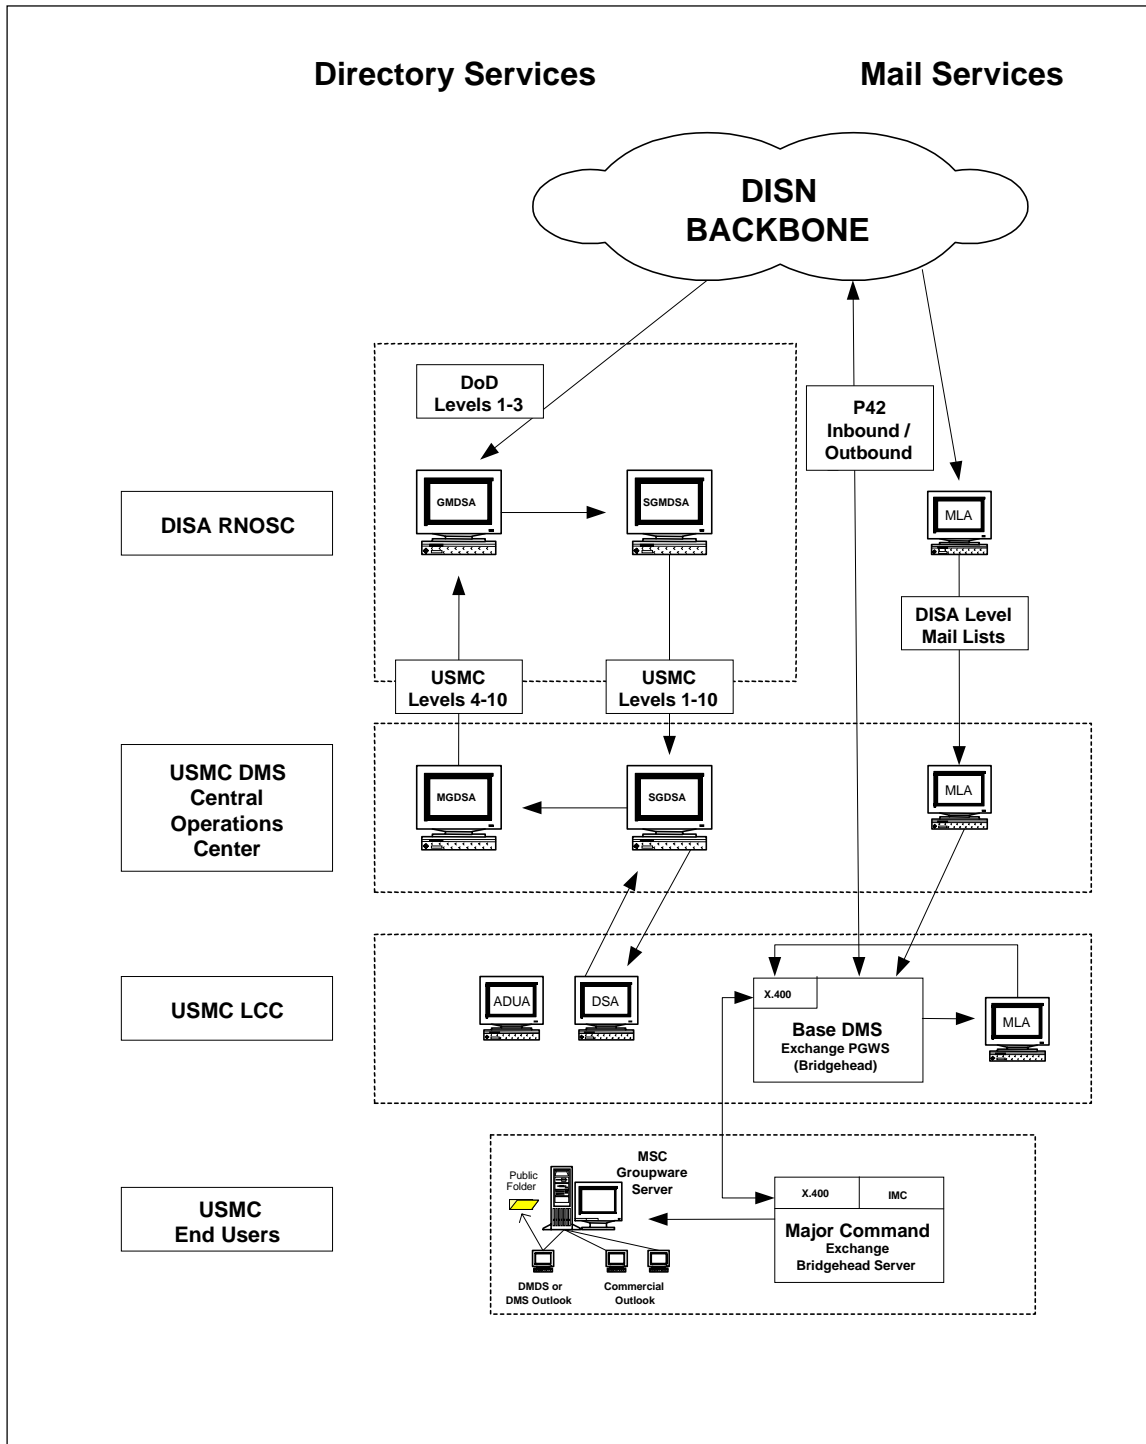 Directory Services
Mail Services
DISN
BACKBONE
DoD
Levels 1-3
P42
Inbound /
Outbound
DISA RNOSC
GMDSA
SGMDSA
MLA
DISA Level
Mail Lists
USMC
Levels 4-10
USMC
Levels 1-10
USMC DMS
Central
Operations
Center
MGDSA
SGDSA
MLA
USMC LCC
ADUA
DSA
X.400
Base DMS
Exchange PGWS
(Bridgehead)
MLA
USMC
End Users
Public
Folder
MSC
Groupware
Server
DMDS or
DMS Outlook
Commercial
Outlook
X.400
IMC
Major Command
Exchange
Bridgehead Server